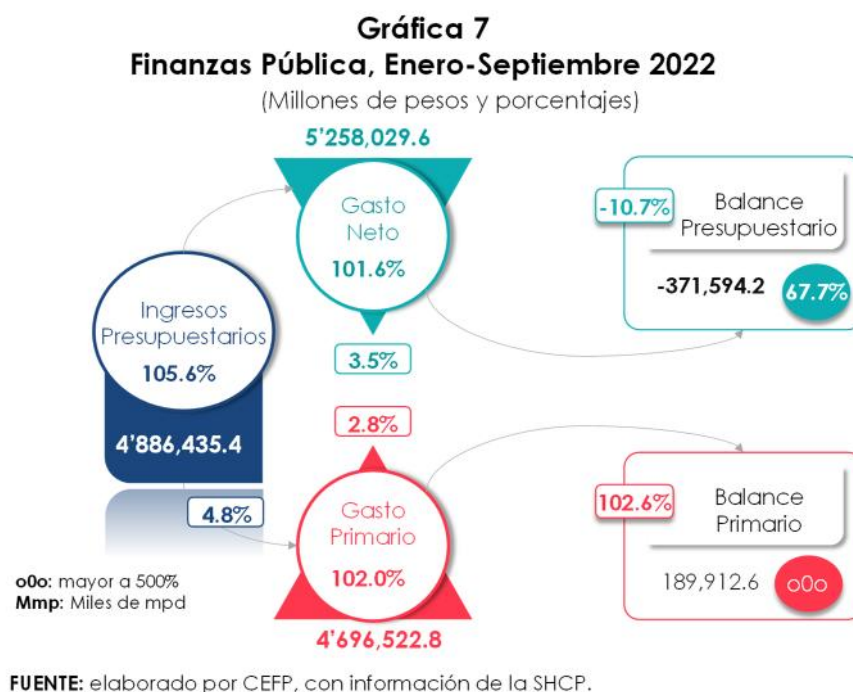 Gráfica 7
Finanzas Pública, Enero-Septiembre 2022
(Millones de pesos y porcentajes)
5'258,029.6
Gasto
Neto
101.6%
3.5%
-10.7%
Balance
Presupuestario
-371,594.2
67.7%
Ingresos
Presupuestarios
105.6%
4'886,435.4
4.8%
2.8%
Gasto
Primario
102.0%
4'696,522.8
102.6%
Balance
Primario
189,912.6
o0o
o0o: mayor a 500%
Mmp: Miles de mpd
FUENTE: elaborado por CEFP, con información de la SHCP.